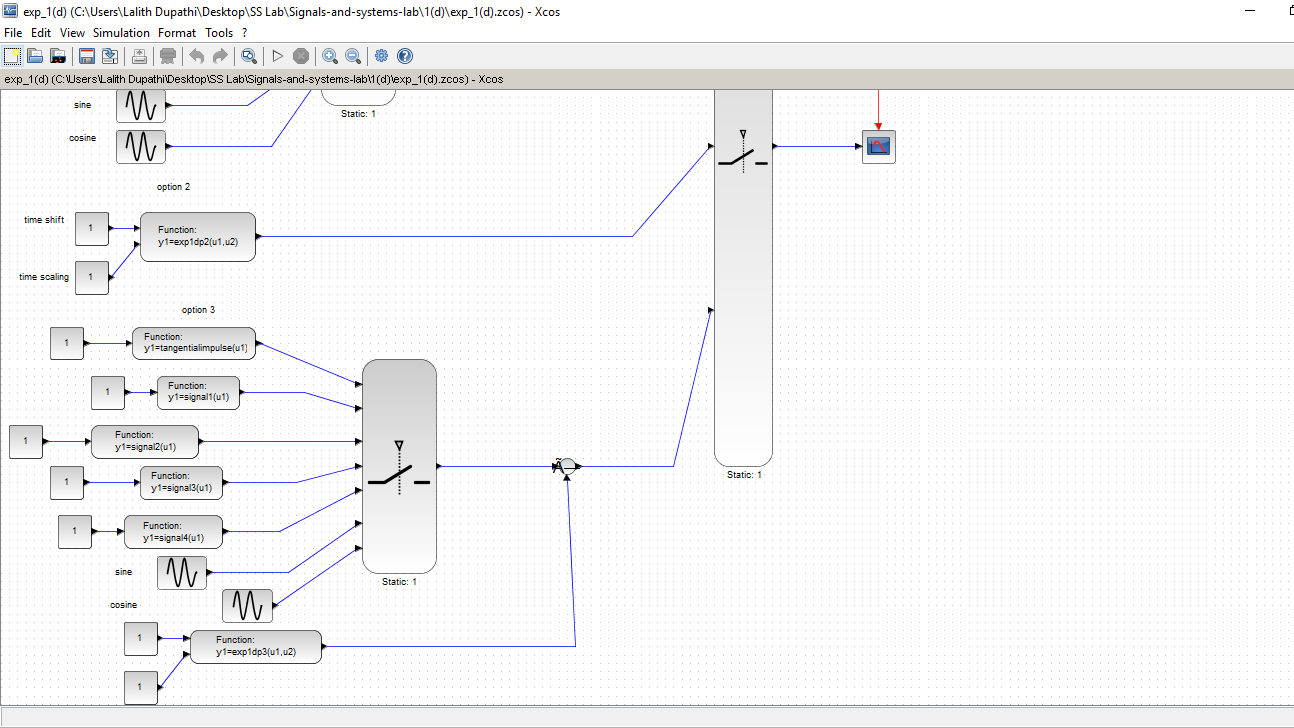 exp_1(d) (C:\Users\Lalith Dupathi\Desktop\SS Lab\Signals-and-systems-lab\1(d)\exp_1(d).zcos) - Xcos
File Edit View Simulation Format Tools ?
exp_1(d) (C:\Users\Lalith Dupathi\Desktop\SS Lab\Signals-and-systems-lab\1(d)\exp_1(d).zcos) - Xcos
sine
Static: 1
cosine
option 2
time shift
1
Function:
y1=exp1dp2(u1,u2)
time scaling
1
option 3
1
Function:
y1=tangentialimpulse(u1)
1
Function:
y1=signal1(u1)
1
Function:
y1=signal2(u1)
1
Function:
y1=signal3(u1)
Static: 1
1
Function:
y1=signal4(u1)
sine
Static: 1
cosine
1
Function:
y1=exp1dp3(u1,u2)
1